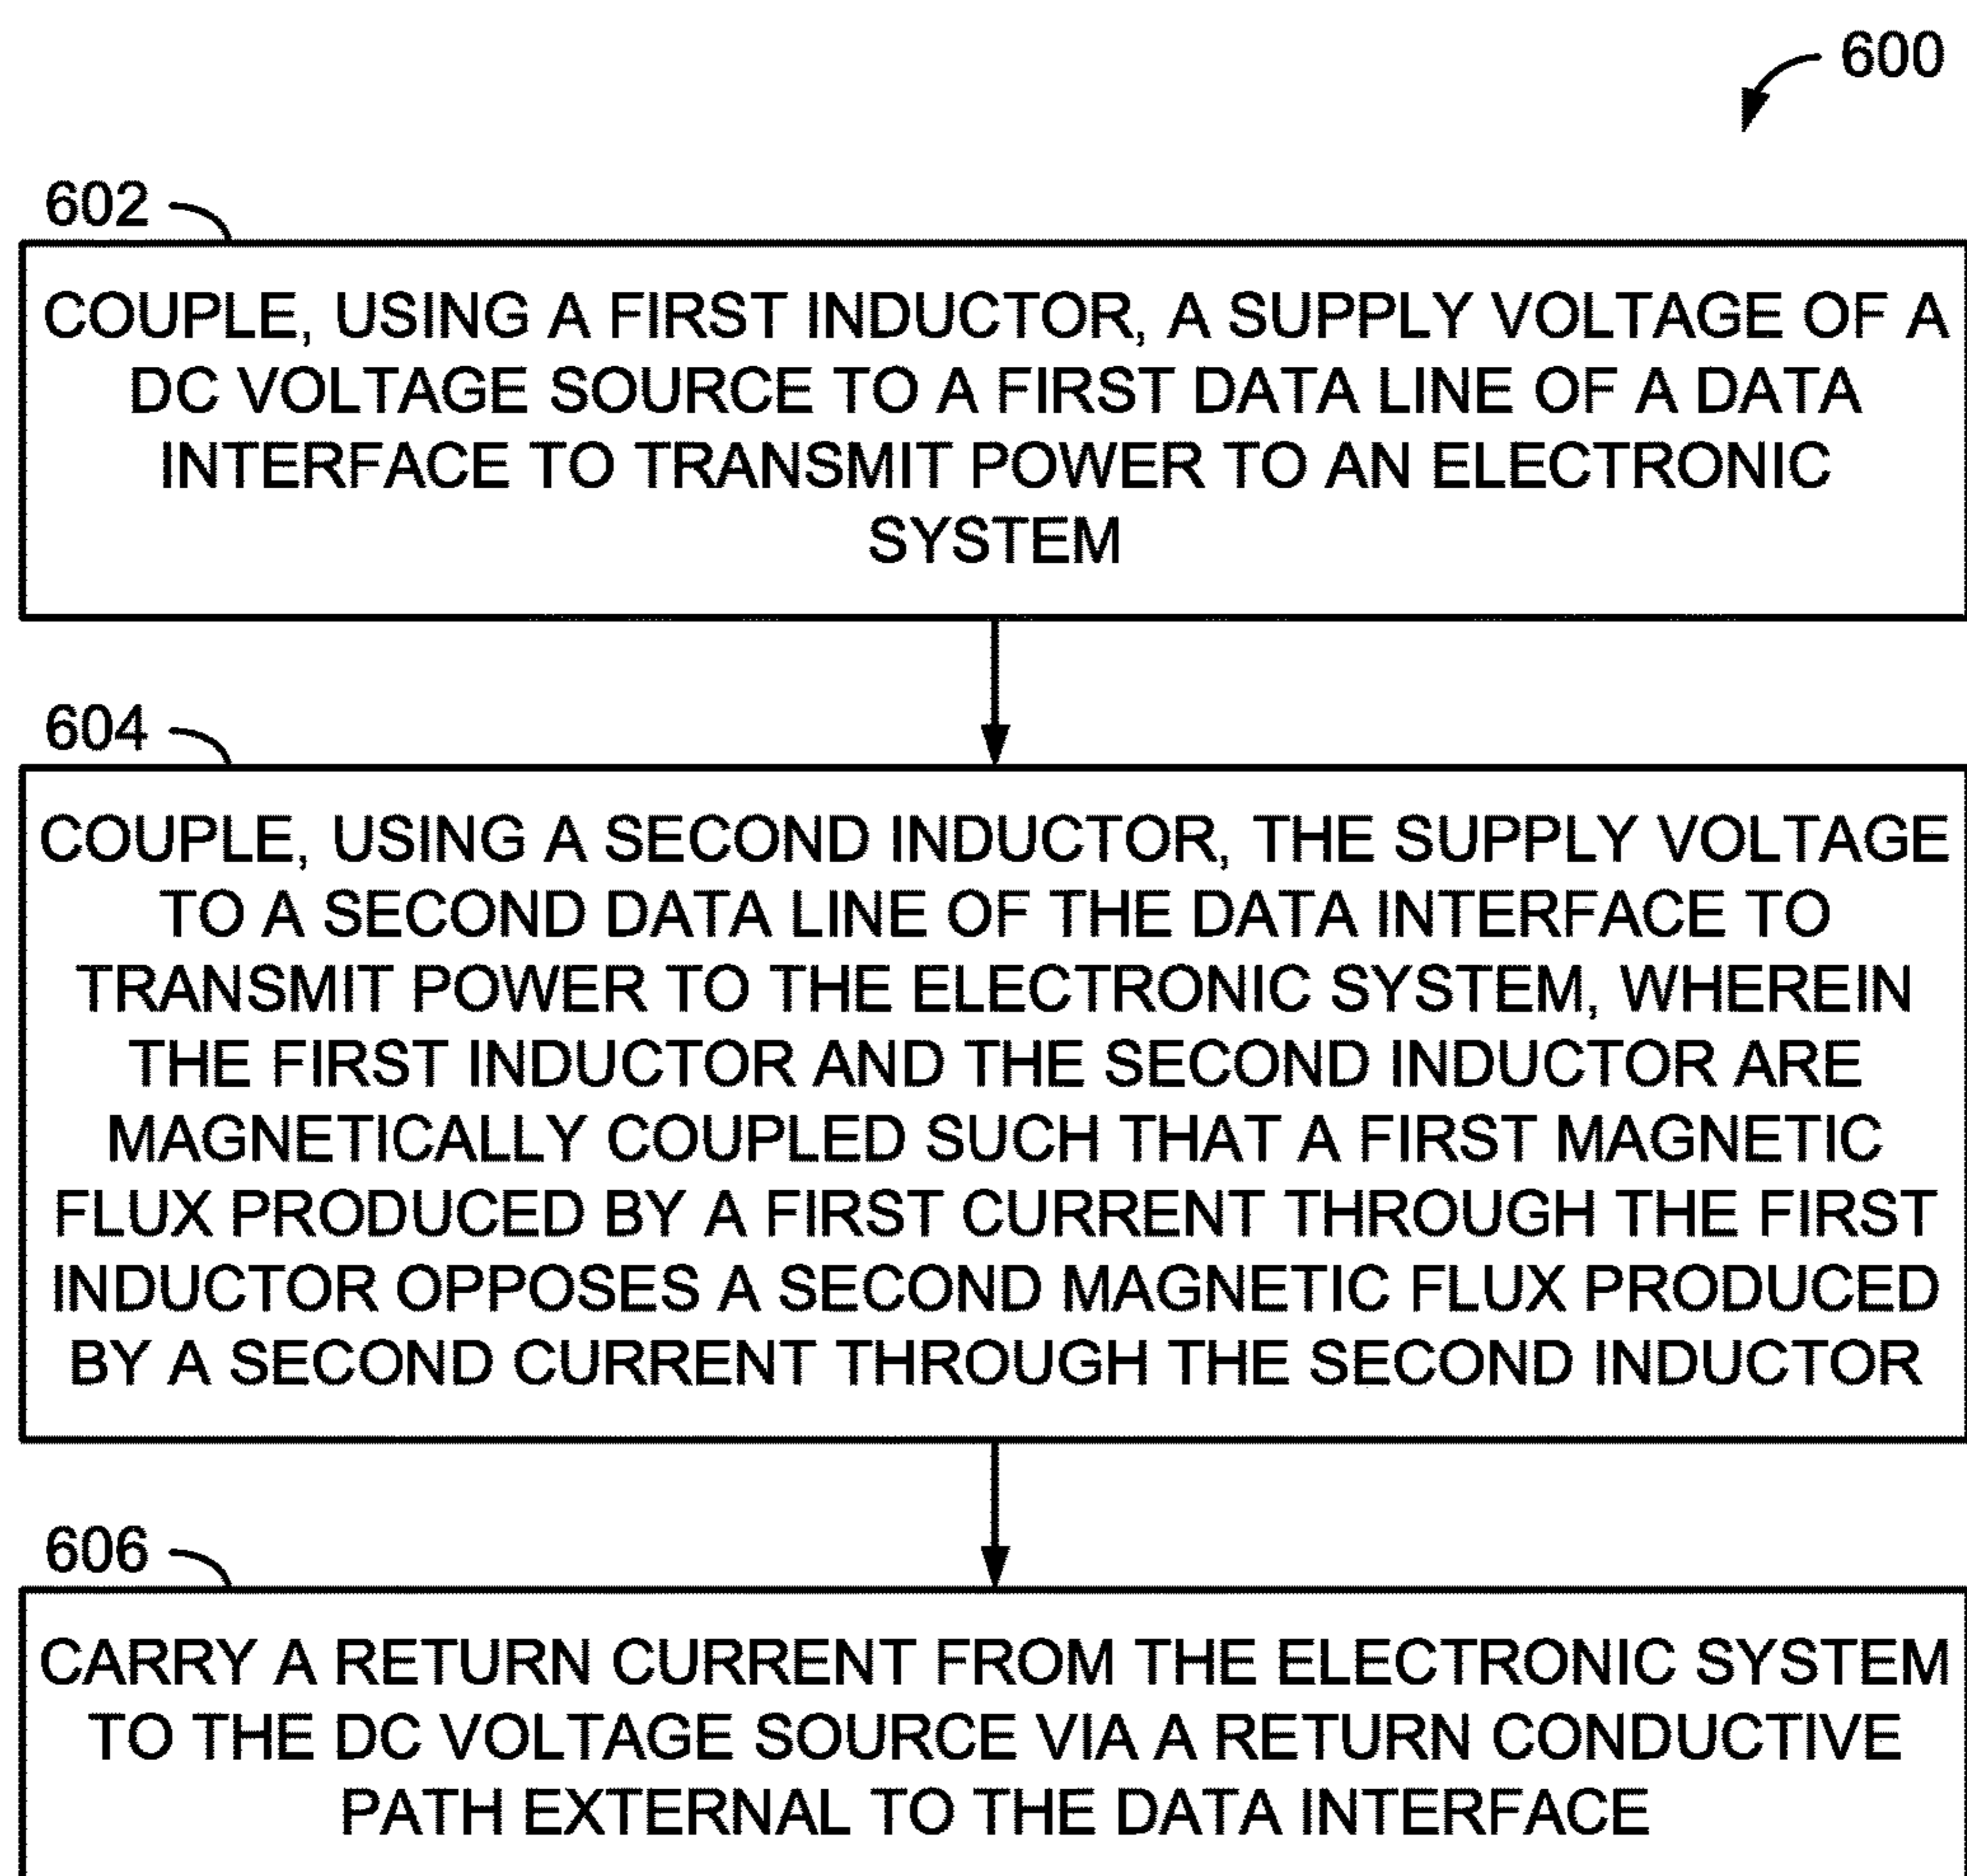 600
602
COUPLE, USING A FIRST INDUCTOR, A SUPPLY VOLTAGE OF A
DC VOLTAGE SOURCE TO A FIRST DATA LINE OF A DATA
INTERFACE TO TRANSMIT POWER TO AN ELECTRONIC
SYSTEM
604
COUPLE, USING A SECOND INDUCTOR, THE SUPPLY VOLTAGE
TO A SECOND DATA LINE OF THE DATA INTERFACE TO
TRANSMIT POWER TO THE ELECTRONIC SYSTEM, WHEREIN
THE FIRST INDUCTOR AND THE SECOND INDUCTOR ARE
MAGNETICALLY COUPLED SUCH THAT A FIRST MAGNETIC
FLUX PRODUCED BY A FIRST CURRENT THROUGH THE FIRST
INDUCTOR OPPOSES A SECOND MAGNETIC FLUX PRODUCED
BY A SECOND CURRENT THROUGH THE SECOND INDUCTOR
606
CARRY A RETURN CURRENT FROM THE ELECTRONIC SYSTEM
TO THE DC VOLTAGE SOURCE VIA A RETURN CONDUCTIVE
PATH EXTERNAL TO THE DATA INTERFACE